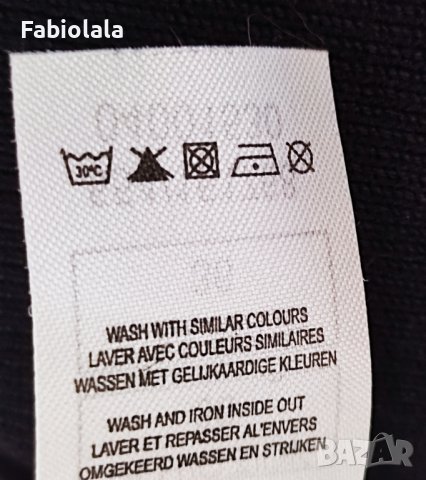 Fabiolala
30°C
WASH WITH SIMILAR COLOURS
LAVER AVEC COULEURS SIMILAIRES
WASSEN MET GELIJKAARDIGE KLEUREN
WASH AND IRON INSIDE OUT
LAVER ET REPASSER AL'ENVERS
OMGEKEERD WASSEN EN STRIJKEN
BAZAR